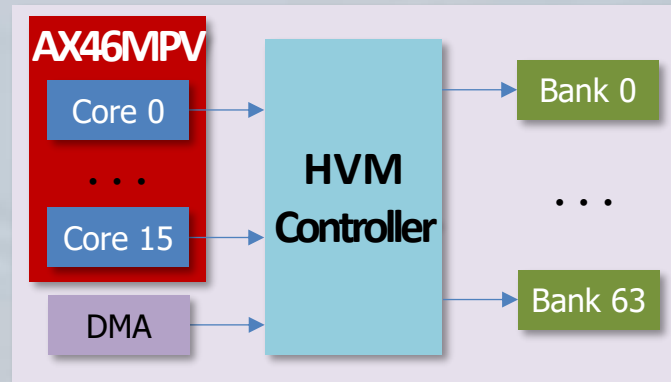 AX46MPV
Core 0
. . .
Core 15
DMA
HVM
Controller
Bank 0
. . .
Bank 63